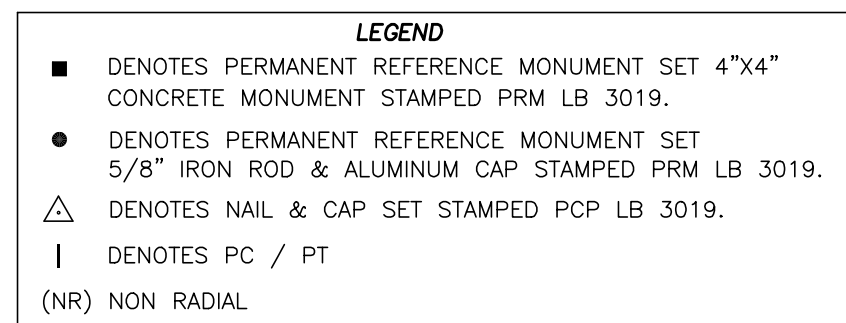 LEGEND
DENOTES PERMANENT REFERENCE MONUMENT SET 4"X4"
CONCRETE MONUMENT STAMPED PRM LB 3019.
DENOTES PERMANENT REFERENCE MONUMENT SET
5/8" IRON ROD & ALUMINUM CAP STAMPED PRM LB 3019.
DENOTES NAIL & CAP SET STAMPED PCP LB 3019.
DENOTES PC / PT
(NR) NON RADIAL